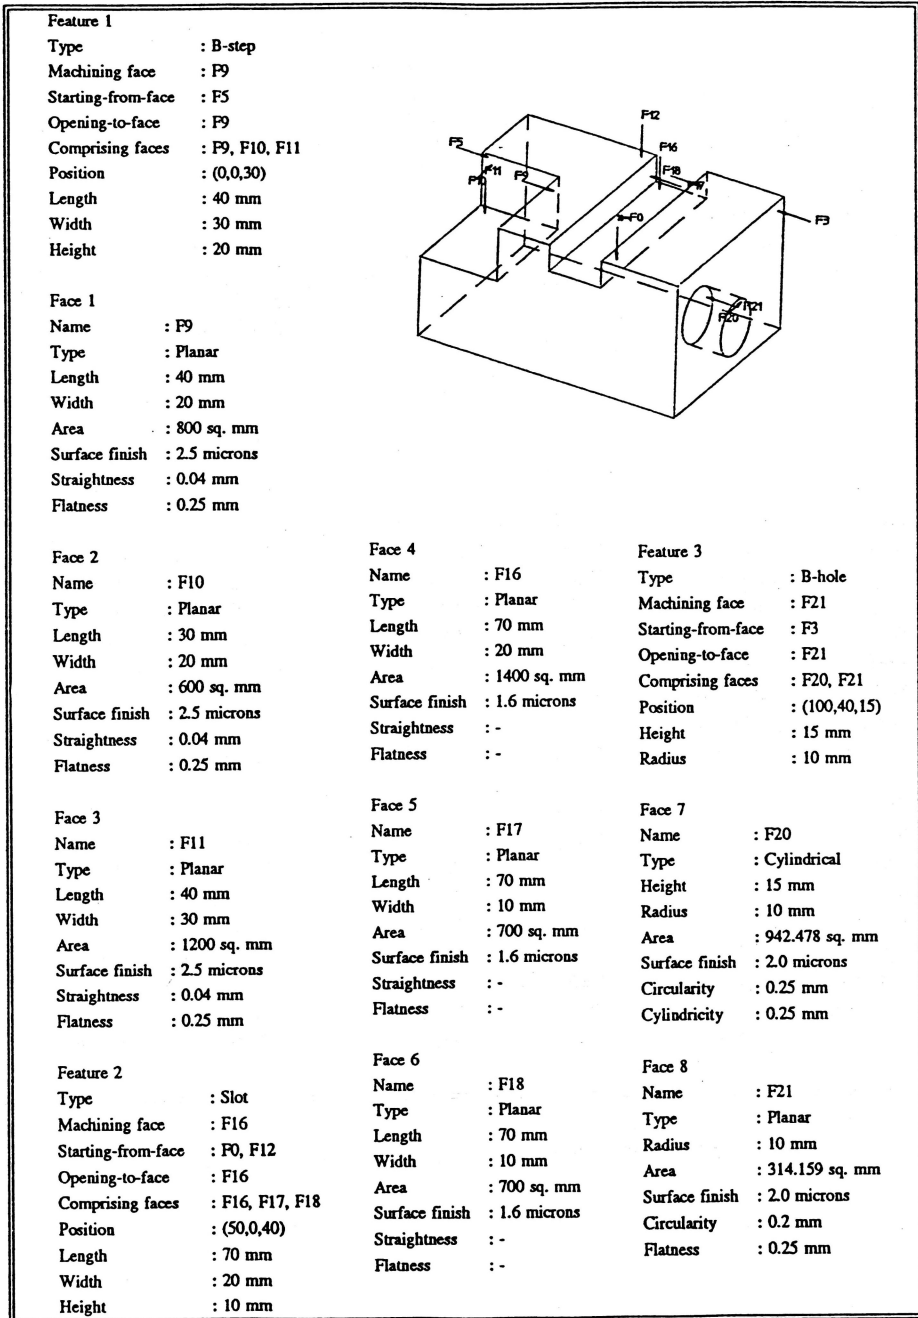 Feature 1
Type : B-step
Machining face : F9
Starting-from-face : F5
Opening-to-face : F9
Comprising faces : F9, F10, F11
Position : (0,0,30)
Length : 40 mm
Width : 30 mm
Height : 20 mm
Face 1
Name : F9
Type : Planar
Length : 40 mm
Width : 20 mm
Area : 800 sq. mm
Surface finish : 2.5 microns
Straightness : 0.04 mm
Flatness : 0.25 mm
F12
F5
F16
F11
F18
F10
F9
F0
F3
F21
F20
Face 2
Name : F10
Type : Planar
Length : 30 mm
Width : 20 mm
Area : 600 sq. mm
Surface finish : 2.5 microns
Straightness : 0.04 mm
Flatness : 0.25 mm
Face 3
Name : F11
Type : Planar
Length : 40 mm
Width : 30 mm
Area : 1200 sq. mm
Surface finish : 2.5 microns
Straightness : 0.04 mm
Flatness : 0.25 mm
Feature 2
Type : Slot
Machining face : F16
Starting-from-face : F0, F12
Opening-to-face : F16
Comprising faces : F16, F17, F18
Position : (50,0,40)
Length : 70 mm
Width : 20 mm
Height : 10 mm
Face 4
Name : F16
Type : Planar
Length : 70 mm
Width : 20 mm
Area : 1400 sq. mm
Surface finish : 1.6 microns
Straightness : -
Flatness : -
Face 5
Name : F17
Type : Planar
Length : 70 mm
Width : 10 mm
Area : 700 sq. mm
Surface finish : 1.6 microns
Straightness : -
Flatness : -
Face 6
Name : F18
Type : Planar
Length : 70 mm
Width : 10 mm
Area : 700 sq. mm
Surface finish : 1.6 microns
Straightness : -
Flatness : -
Feature 3
Type : B-hole
Machining face : F21
Starting-from-face : F3
Opening-to-face : F21
Comprising faces : F20, F21
Position : (100,40,15)
Height : 15 mm
Radius : 10 mm
Face 7
Name : F20
Type : Cylindrical
Height : 15 mm
Radius : 10 mm
Area : 942.478 sq. mm
Surface finish : 2.0 microns
Circularity : 0.25 mm
Cylindricity : 0.25 mm
Face 8
Name : F21
Type : Planar
Radius : 10 mm
Area : 314.159 sq. mm
Surface finish : 2.0 microns
Circularity : 0.2 mm
Flatness : 0.25 mm